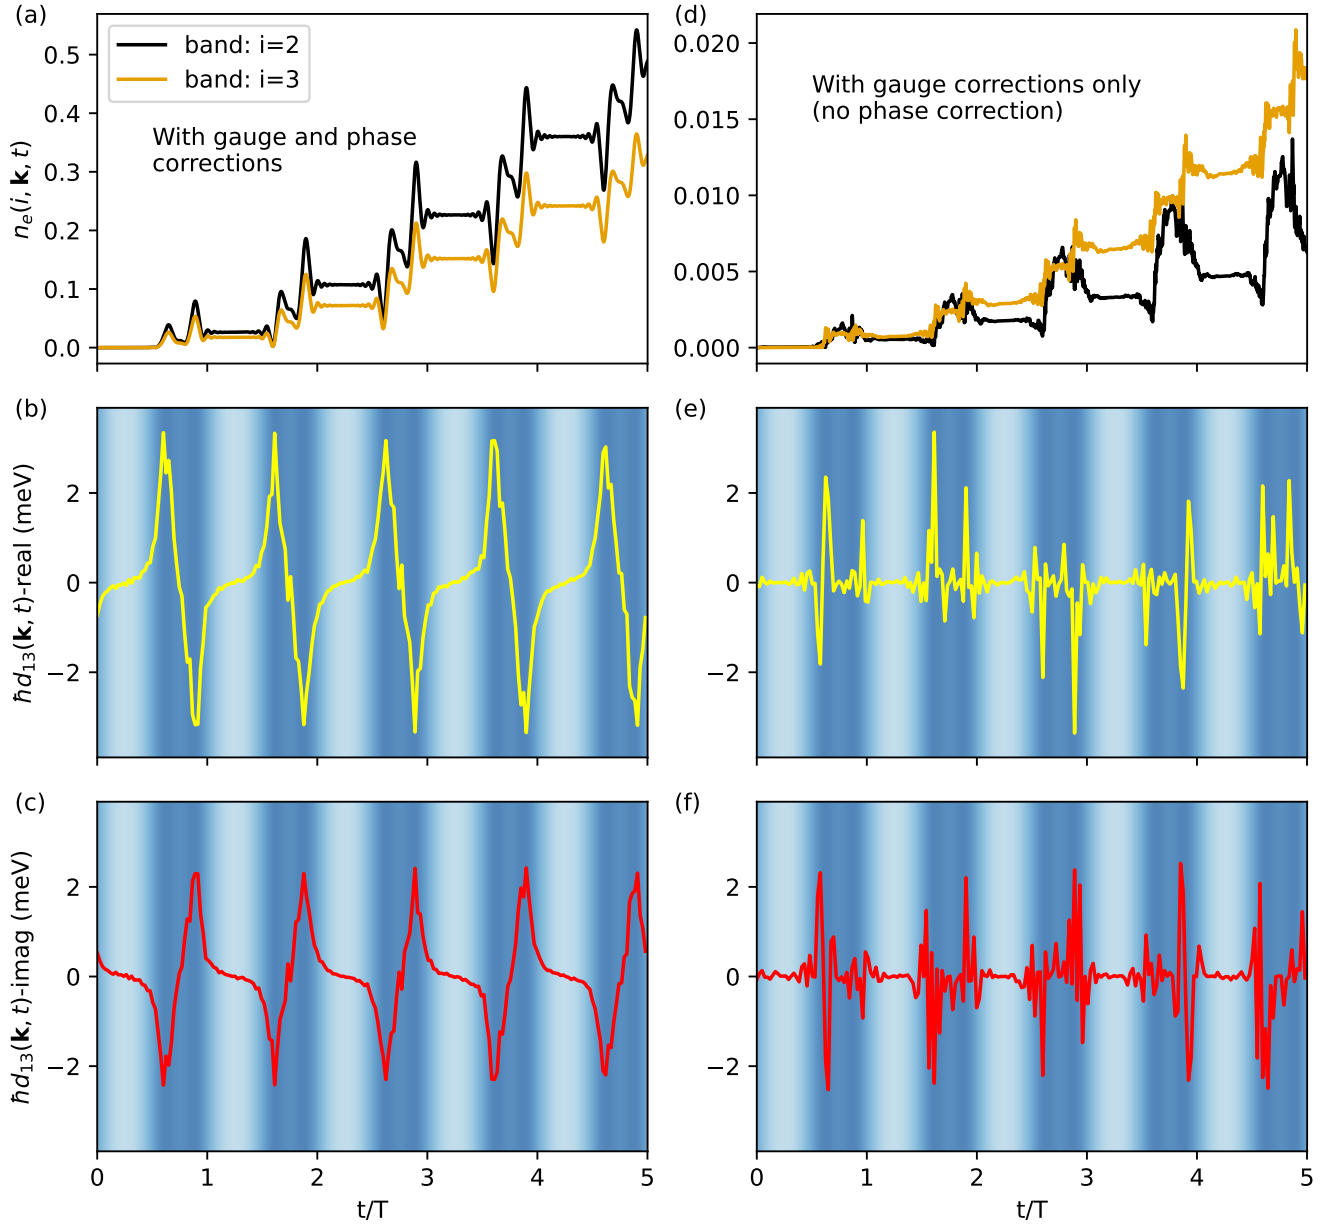 (a)
n_e(i, k, t)
0.5
0.4
0.3
0.2
0.1
0.0
band: i=2
band: i=3
With gauge and phase
corrections
(d)
0.020
0.015
0.010
0.005
0.000
With gauge corrections only
(no phase correction)
(b)
ħd₁₃(k, t)-real (meV)
2
0
−2
(e)
2
0
−2
(c)
ħd₁₃(k, t)-imag (meV)
2
0
−2
0 1 2 3 4 5
t/T
(f)
2
0
−2
0 1 2 3 4 5
t/T